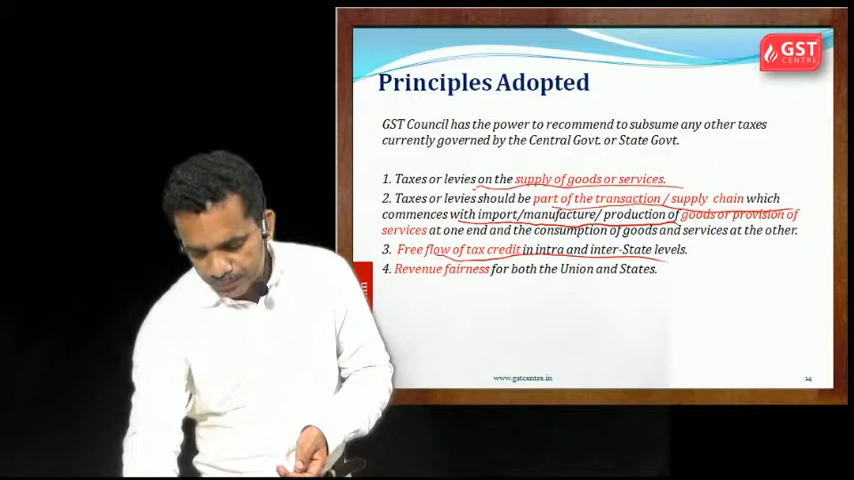 GST
CENTRE
Principles Adopted
GST Council has the power to recommend to subsume any other taxes
currently governed by the Central Govt. or State Govt.
1. Taxes or levies on the supply of goods or services.
2. Taxes or levies should be part of the transaction / supply chain which
commences with import/manufacture/ production of goods or provision of
services at one end and the consumption of goods and services at the other.
3. Free flow of tax credit in intra and inter-State levels.
4. Revenue fairness for both the Union and States.
www.gstcentre.in
14